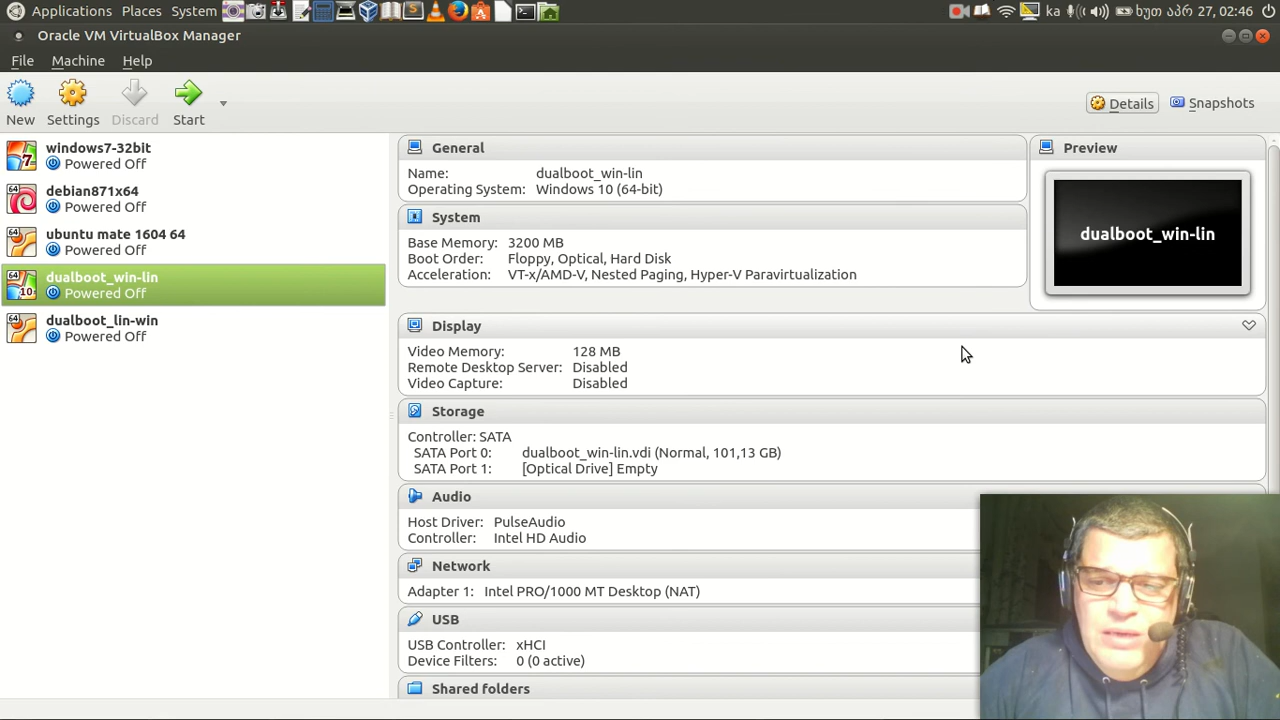 Applications Places System ka ხუთ აპრ 27, 02:46
Oracle VM VirtualBox Manager
File Machine Help
New Settings Discard Start Details Snapshots
windows7-32bit
Powered Off
debian871x64
Powered Off
ubuntu mate 1604 64
Powered Off
dualboot_win-lin
Powered Off
dualboot_lin-win
Powered Off
General
Name: dualboot_win-lin
Operating System: Windows 10 (64-bit)
System
Base Memory: 3200 MB
Boot Order: Floppy, Optical, Hard Disk
Acceleration: VT-x/AMD-V, Nested Paging, Hyper-V Paravirtualization
Preview
dualboot_win-lin
Display
Video Memory: 128 MB
Remote Desktop Server: Disabled
Video Capture: Disabled
Storage
Controller: SATA
SATA Port 0: dualboot_win-lin.vdi (Normal, 101,13 GB)
SATA Port 1: [Optical Drive] Empty
Audio
Host Driver: PulseAudio
Controller: Intel HD Audio
Network
Adapter 1: Intel PRO/1000 MT Desktop (NAT)
USB
USB Controller: xHCI
Device Filters: 0 (0 active)
Shared folders